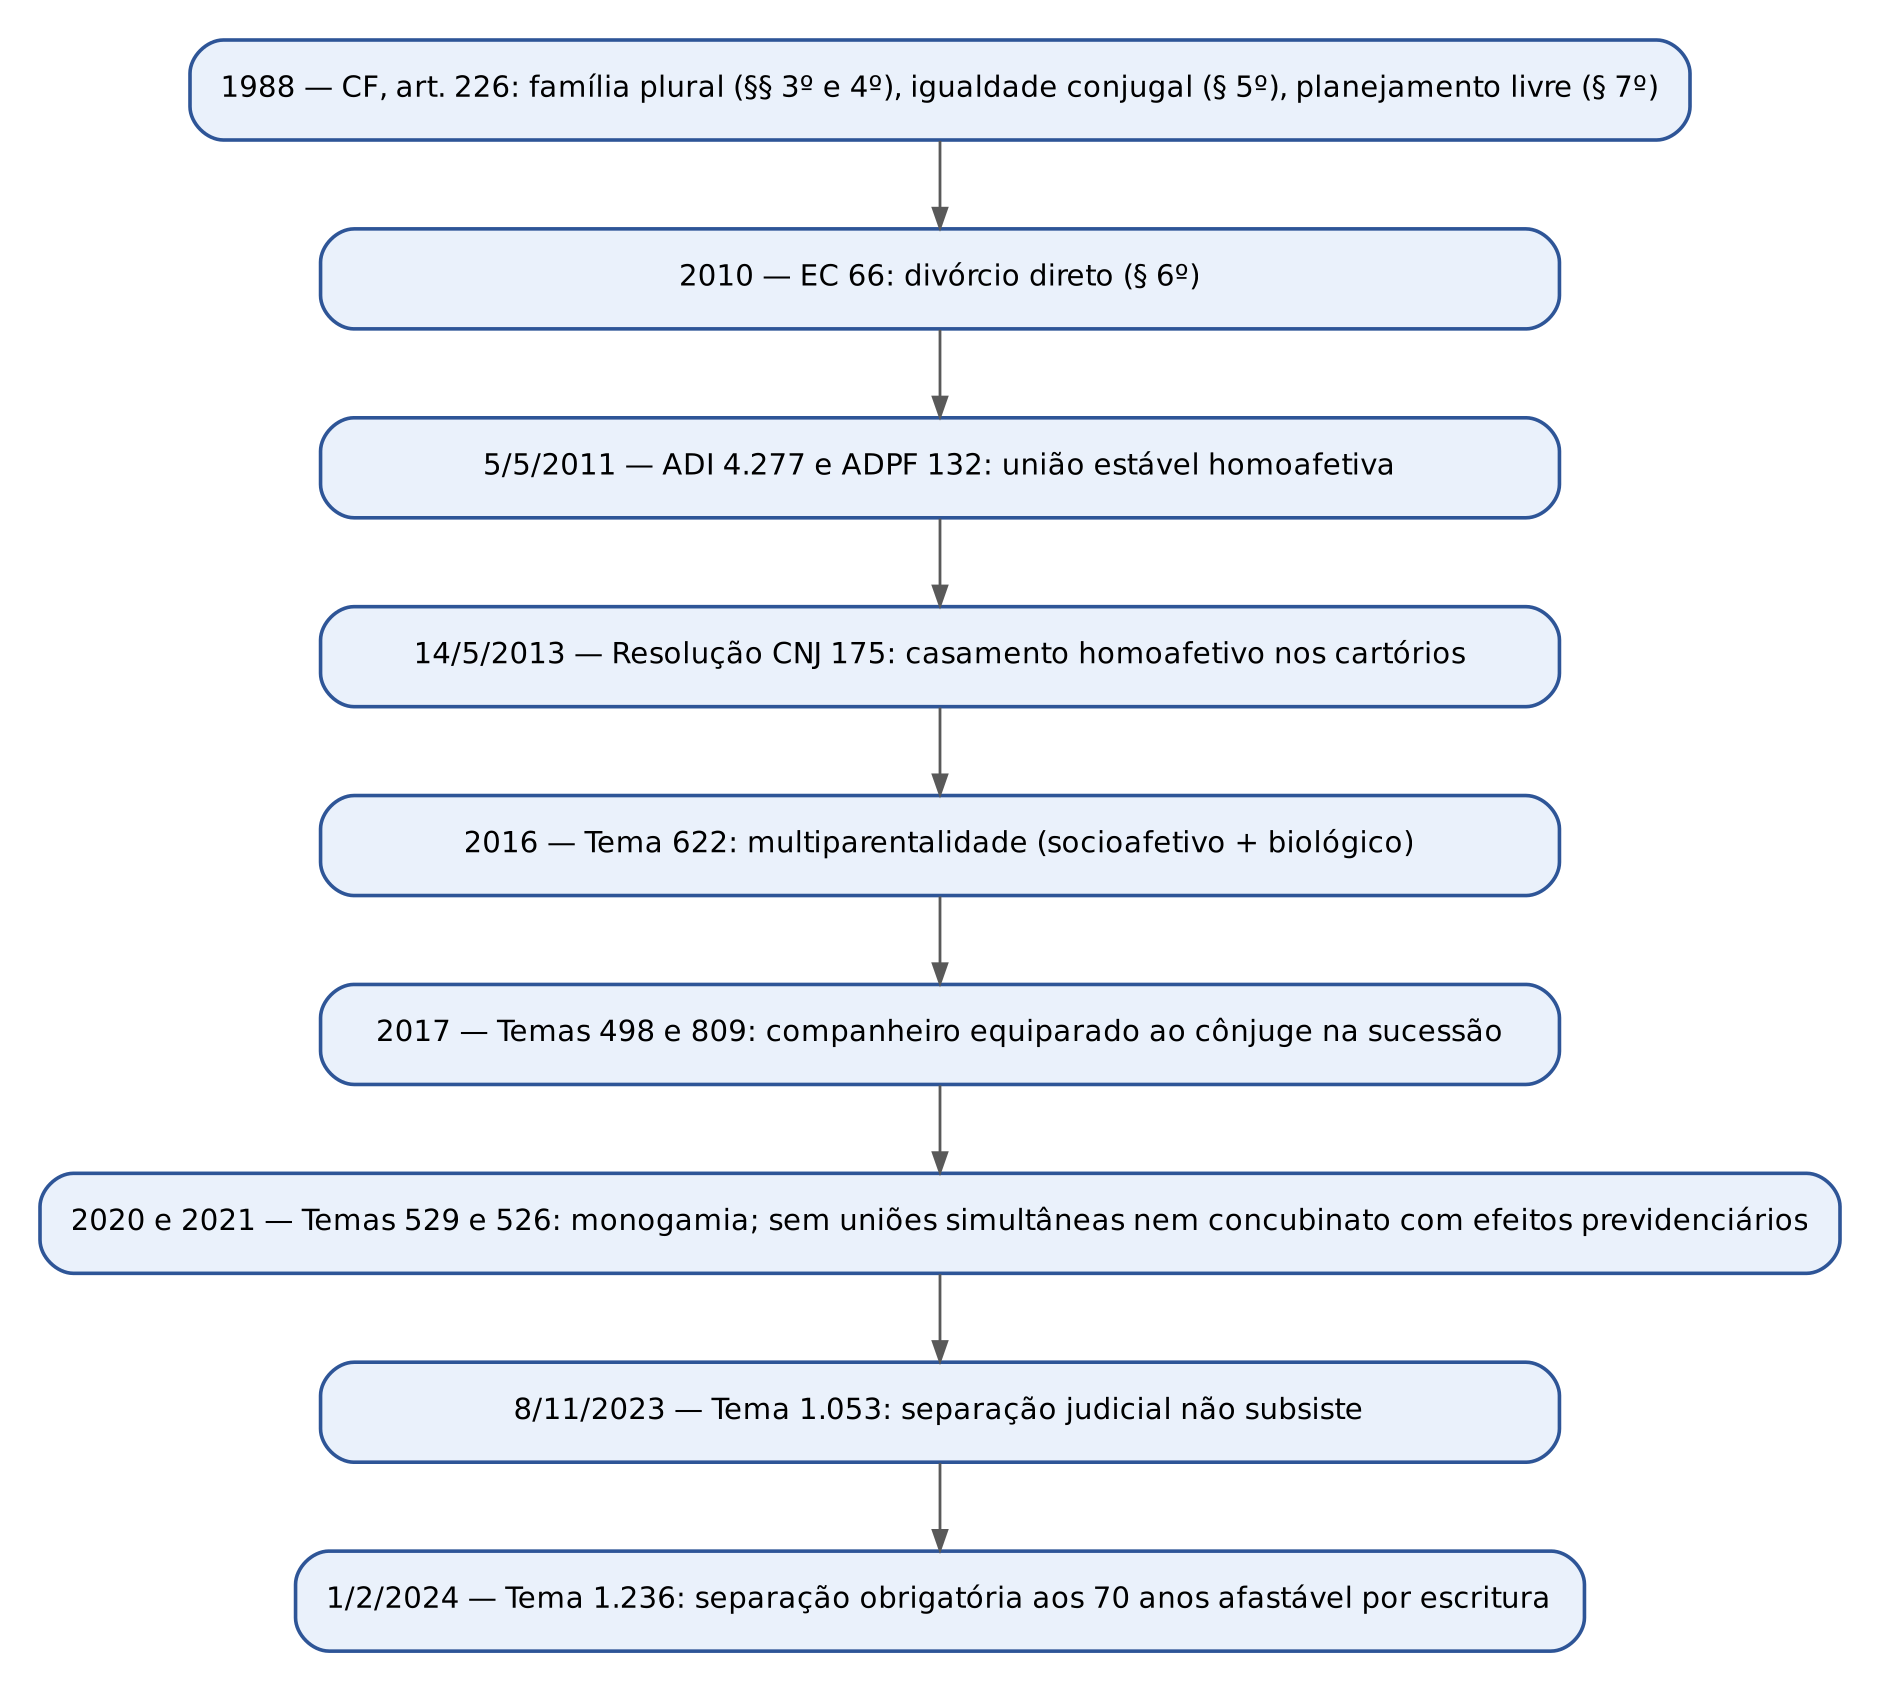 1988 — CF, art. 226: família plural (§§ 3º e 4º), igualdade conjugal (§ 5º), planejamento livre (§ 7º)
2010 — EC 66: divórcio direto (§ 6º)
5/5/2011 — ADI 4.277 e ADPF 132: união estável homoafetiva
14/5/2013 — Resolução CNJ 175: casamento homoafetivo nos cartórios
2016 — Tema 622: multiparentalidade (socioafetivo + biológico)
2017 — Temas 498 e 809: companheiro equiparado ao cônjuge na sucessão
2020 e 2021 — Temas 529 e 526: monogamia; sem uniões simultâneas nem concubinato com efeitos previdenciários
8/11/2023 — Tema 1.053: separação judicial não subsiste
1/2/2024 — Tema 1.236: separação obrigatória aos 70 anos afastável por escritura